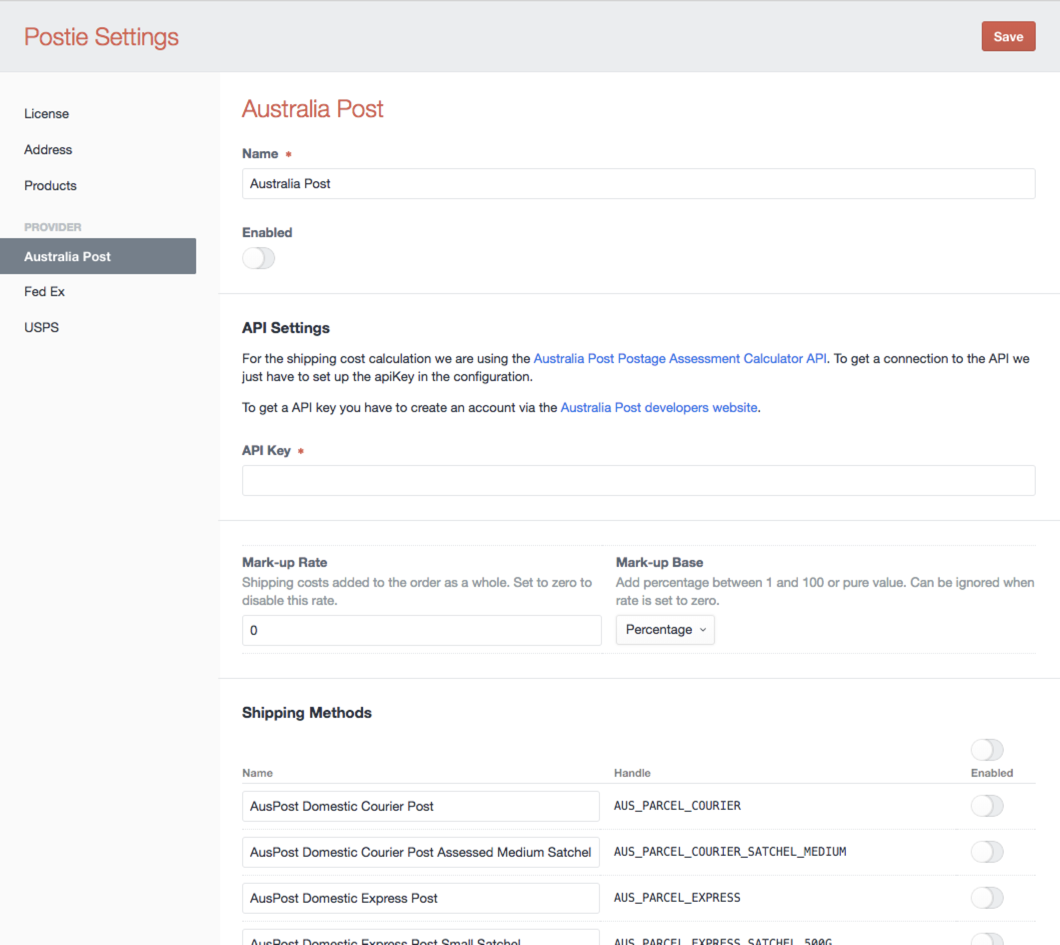 Postie Settings
Save
License
Address
Products
PROVIDER
Australia Post
Fed Ex
USPS
Australia Post
Name *
Australia Post
Enabled
API Settings
For the shipping cost calculation we are using the Australia Post Postage Assessment Calculator API. To get a connection to the API we
just have to set up the apiKey in the configuration.
To get a API key you have to create an account via the Australia Post developers website.
API Key *
Mark-up Rate
Shipping costs added to the order as a whole. Set to zero to
disable this rate.
0
Mark-up Base
Add percentage between 1 and 100 or pure value. Can be ignored when
rate is set to zero.
Percentage
Shipping Methods
Name Handle Enabled
AusPost Domestic Courier Post AUS_PARCEL_COURIER
AusPost Domestic Courier Post Assessed Medium Satchel AUS_PARCEL_COURIER_SATCHEL_MEDIUM
AusPost Domestic Express Post AUS_PARCEL_EXPRESS
AusPost Domestic Express Post Small Satchel AUS_PARCEL_EXPRESS_SATCHEL_500G